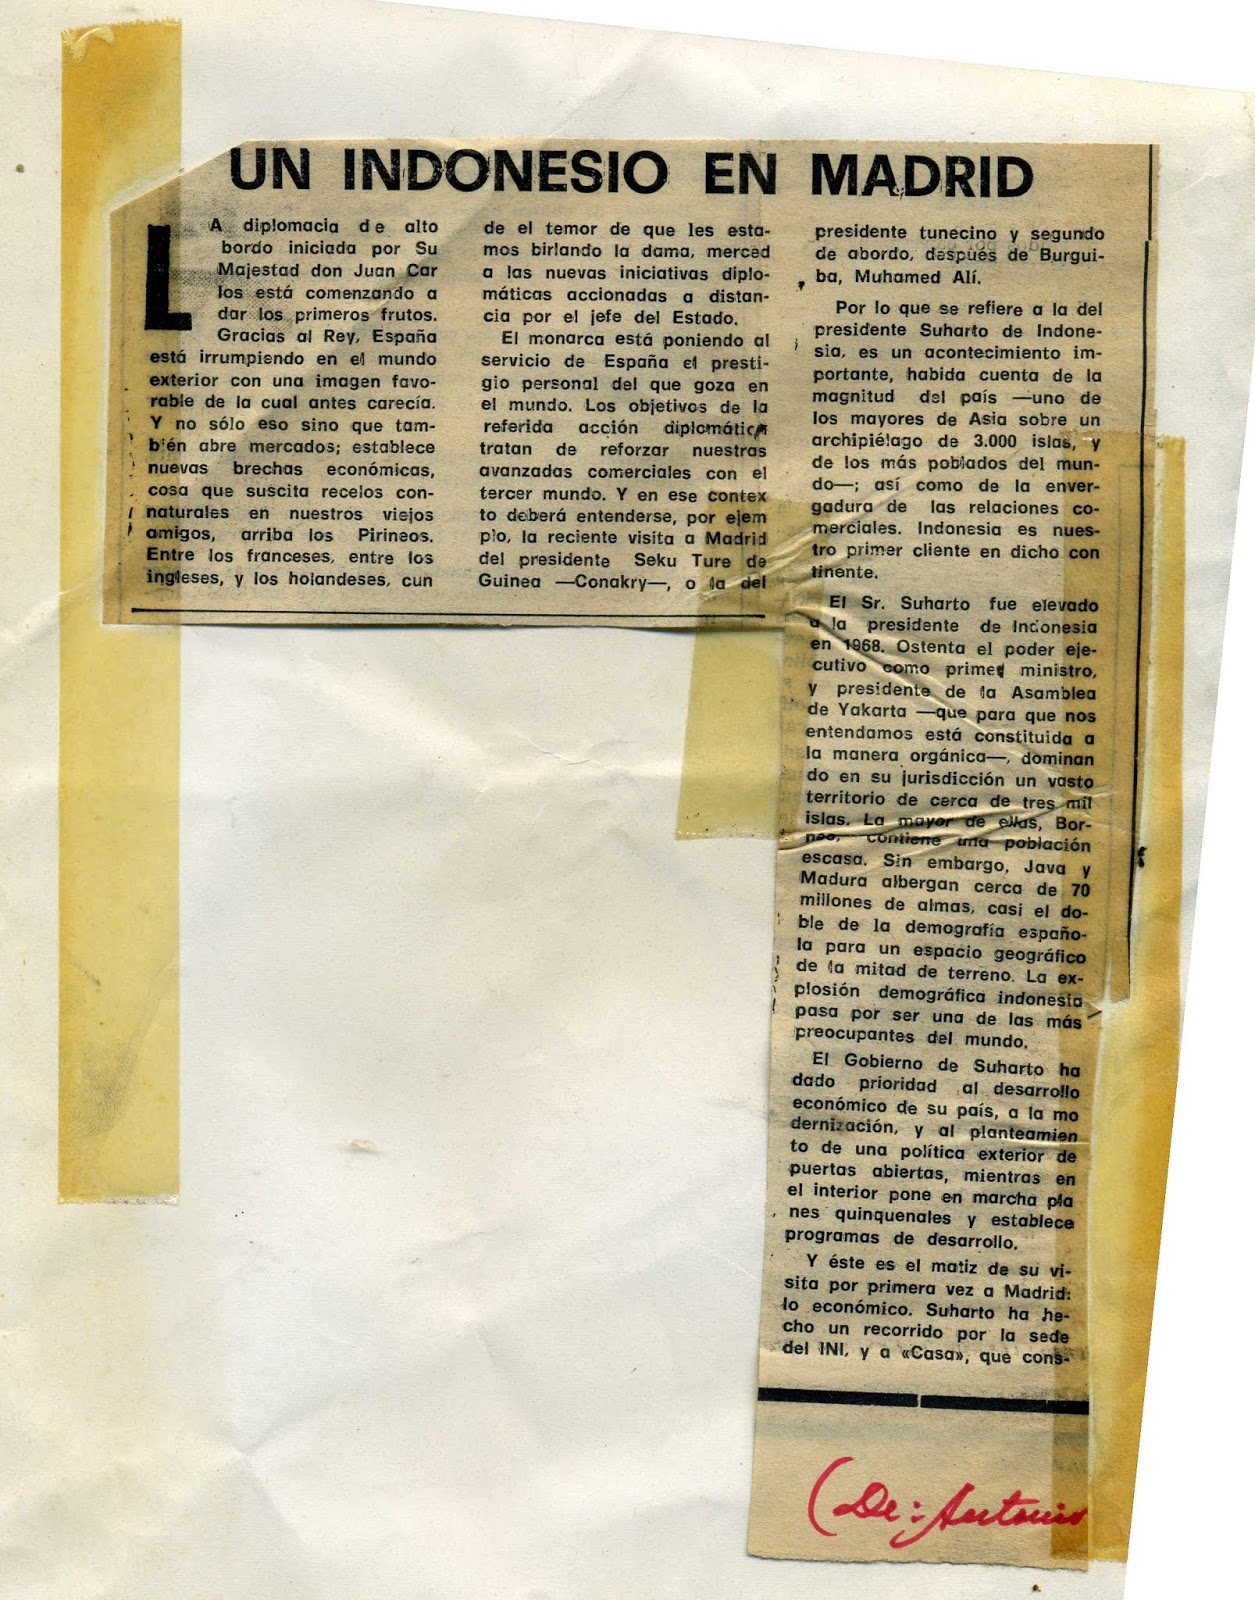 UN INDONESIO EN MADRID
LA diplomacia de alto
bordo iniciada por Su
Majestad don Juan Car
los está comenzando a
dar los primeros frutos.
Gracias al Rey, España
está irrumpiendo en el mundo
exterior con una imagen favo-
rable de la cual antes carecía.
Y no sólo eso sino que tam-
bién abre mercados; establece
nuevas brechas económicas,
cosa que suscita recelos con-
naturales en nuestros viejos
amigos, arriba los Pirineos.
Entre los franceses, entre los
ingleses, y los holandeses, cun
de el temor de que les esta-
mos birlando la dama, merced
a las nuevas iniciativas diplo-
máticas accionadas a distan-
cia por el jefe del Estado.
El monarca está poniendo al
servicio de España el presti-
gio personal del que goza en
el mundo. Los objetivos de la
referida acción diplomática
tratan de reforzar nuestras
avanzadas comerciales con el
tercer mundo. Y en ese contex
to deberá entenderse, por ejem
plo, la reciente visita a Madrid
del presidente Seku Ture de
Guinea —Conakry—, o la del
presidente tunecino y segundo
de abordo, después de Burgui-
ba, Muhamed Alí.
Por lo que se refiere a la del
presidente Suharto de Indone-
sia, es un acontecimiento im-
portante, habida cuenta de la
magnitud del país —uno de
los mayores de Asia sobre un
archipiélago de 3.000 islas, y
de los más poblados del mun-
do—; así como de la enver-
gadura de las relaciones co-
merciales. Indonesia es nues-
tro primer cliente en dicho con
tinente.
El Sr. Suharto fue elevado
a la presidente de Indonesia
en 1968. Ostenta el poder eje-
cutivo como primer ministro,
y presidente de la Asamblea
de Yakarta —que para que nos
entendamos está constituida a
la manera orgánica—, dominan
do en su jurisdicción un vasto
territorio de cerca de tres mil
islas. La mayor de ellas, Bor-
neo, contiene una población
escasa. Sin embargo, Java y
Madura albergan cerca de 70
millones de almas, casi el do-
ble de la demografía españo-
la para un espacio geográfico
de la mitad de terreno. La ex-
plosión demográfica indonesia
pasa por ser una de las más
preocupantes del mundo.
El Gobierno de Suharto ha
dado prioridad al desarrollo
económico de su país, a la mo
dernización, y al planteamien
to de una política exterior de
puertas abiertas, mientras en
el interior pone en marcha pla
nes quinquenales y establece
programas de desarrollo.
Y éste es el matiz de su vi-
sita por primera vez a Madrid:
lo económico. Suharto ha he-
cho un recorrido por la sede
del INI, y a «Casa», que cons-
(De: Antonio